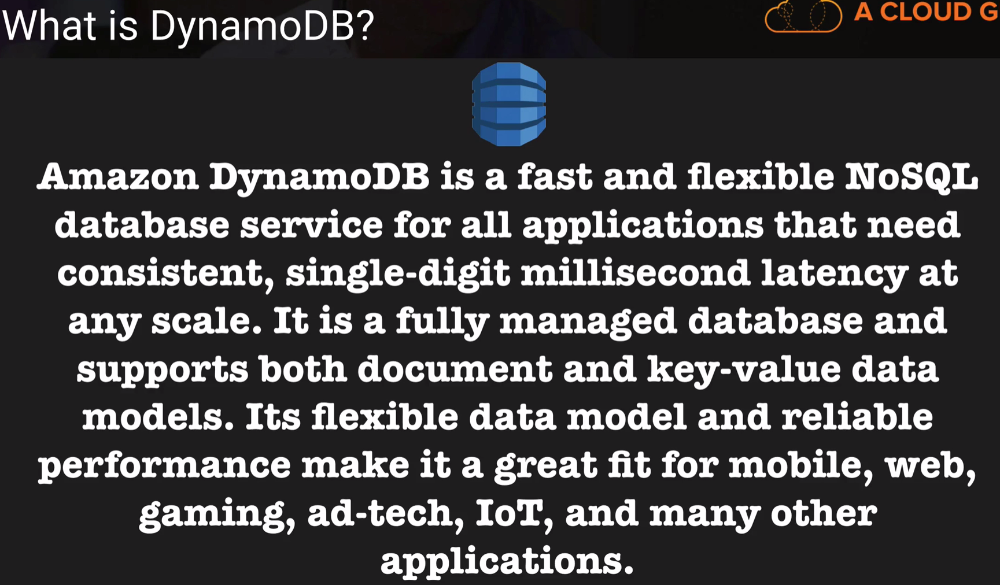 What is DynamoDB?
A CLOUD G
Amazon DynamoDB is a fast and flexible NoSQL
database service for all applications that need
consistent, single-digit millisecond latency at
any scale. It is a fully managed database and
supports both document and key-value data
models. Its flexible data model and reliable
performance make it a great fit for mobile, web,
gaming, ad-tech, IoT, and many other
applications.